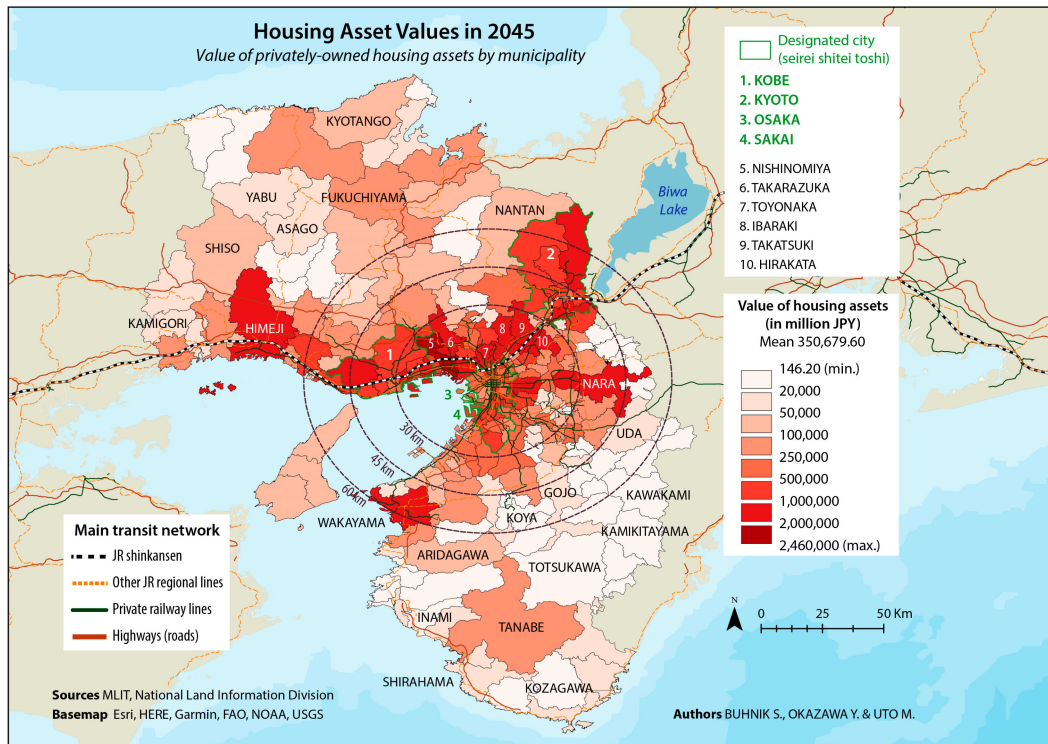 Housing Asset Values in 2045
Value of privately-owned housing assets by municipality
Designated city
(seirei shitei toshi)
1. KOBE
2. KYOTO
3. OSAKA
4. SAKAI
5. NISHINOMIYA
6. TAKARAZUKA
7. TOYONAKA
8. IBARAKI
9. TAKATSUKI
10. HIRAKATA
Value of housing assets
(in million JPY)
Mean 350,679.60
146.20 (min.)
20,000
50,000
100,000
250,000
500,000
1,000,000
2,000,000
2,460,000 (max.)
KYOTANGO
YABU
FUKUCHIYAMA
NANTAN
Biwa
Lake
ASAGO
SHISO
2
KAMIGORI
HIMEJI
1
5
6
7
8
9
10
3
4
NARA
UDA
30 km
45 km
60 km
WAKAYAMA
GOJO
KOYA
KAWAKAMI
KAMIKITAYAMA
ARIDAGAWA
TOTSUKAWA
INAMI
TANABE
SHIRAHAMA
KOZAGAWA
Main transit network
JR shinkansen
Other JR regional lines
Private railway lines
Highways (roads)
N
0 25 50 Km
Sources MLIT, National Land Information Division
Basemap Esri, HERE, Garmin, FAO, NOAA, USGS
Authors BUHNIK S., OKAZAWA Y. & UTO M.